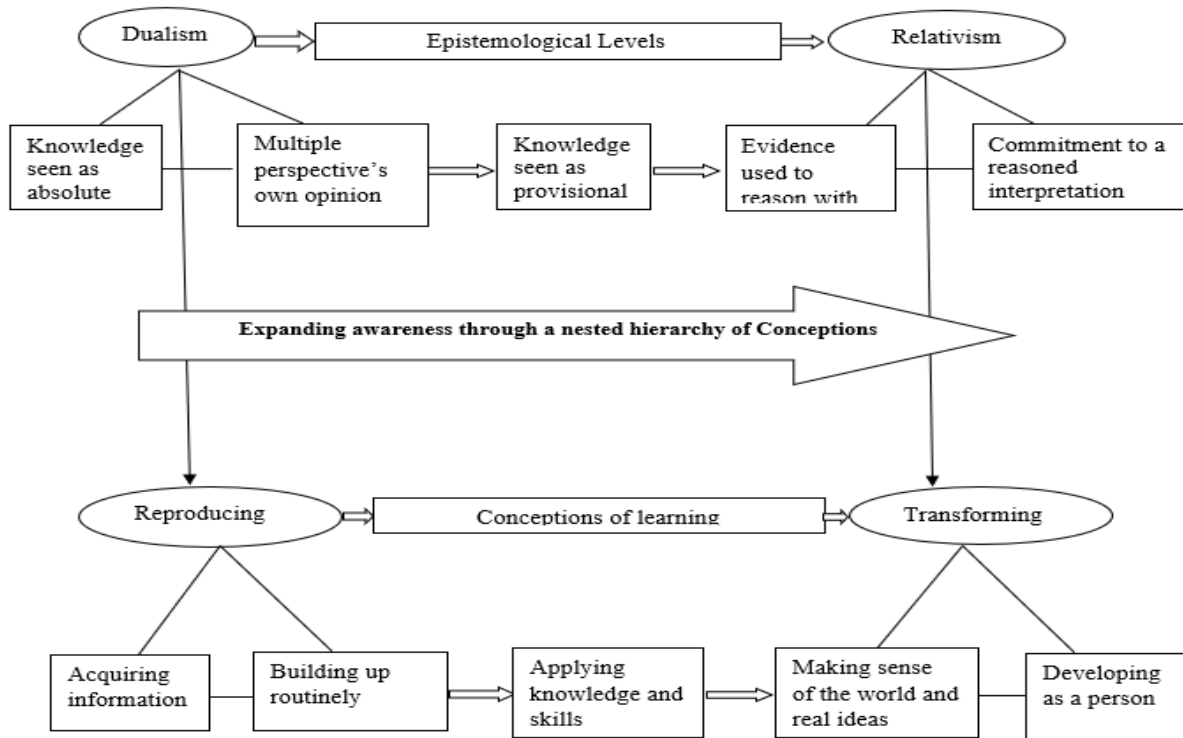 Dualism
Epistemological Levels
Relativism
Knowledge
seen as
absolute
Multiple
perspective's
own opinion
Knowledge
seen as
provisional
Evidence
used to
reason with
Commitment to a
reasoned
interpretation
Expanding awareness through a nested hierarchy of Conceptions
Reproducing
Conceptions of learning
Transforming
Acquiring
information
Building up
routinely
Applying
knowledge and
skills
Making sense
of the world and
real ideas
Developing
as a person